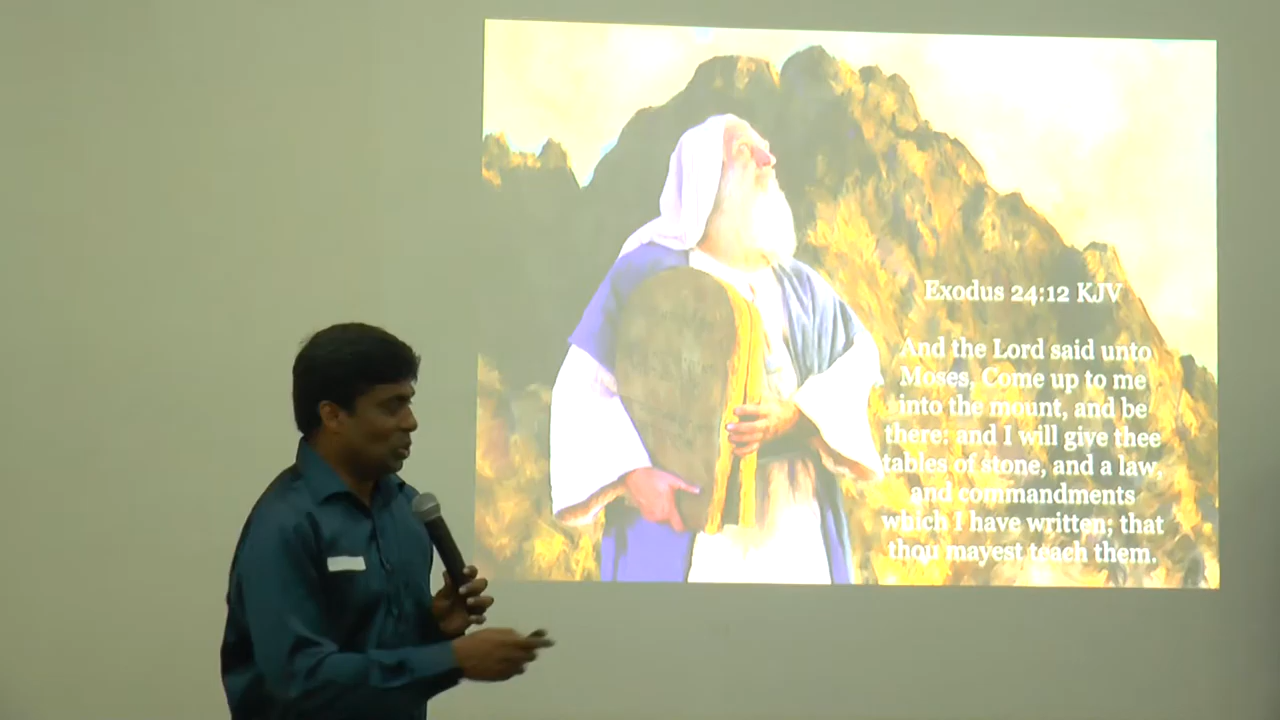 Exodus 24:12 KJV
And the Lord said unto
Moses, Come up to me
into the mount, and be
there: and I will give thee
tables of stone, and a law,
and commandments
which I have written; that
thou mayest teach them.